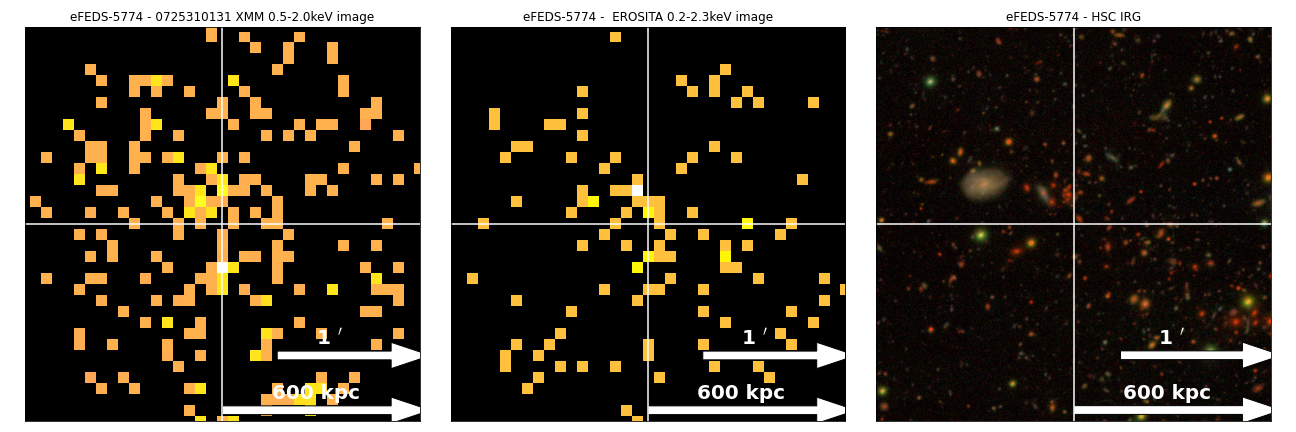 eFEDS-5774 - 0725310131 XMM 0.5-2.0keV image
eFEDS-5774 -  EROSITA 0.2-2.3keV image
eFEDS-5774 - HSC IRG
1 ′
600 kpc
1 ′
600 kpc
1 ′
600 kpc